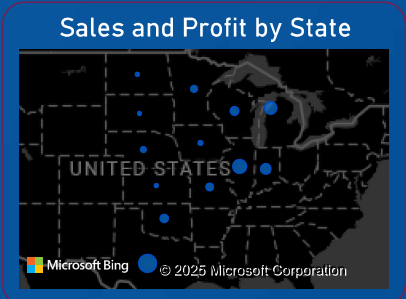 Sales and Profit by State
UNITED STATES
Microsoft Bing
© 2025 Microsoft Corporation